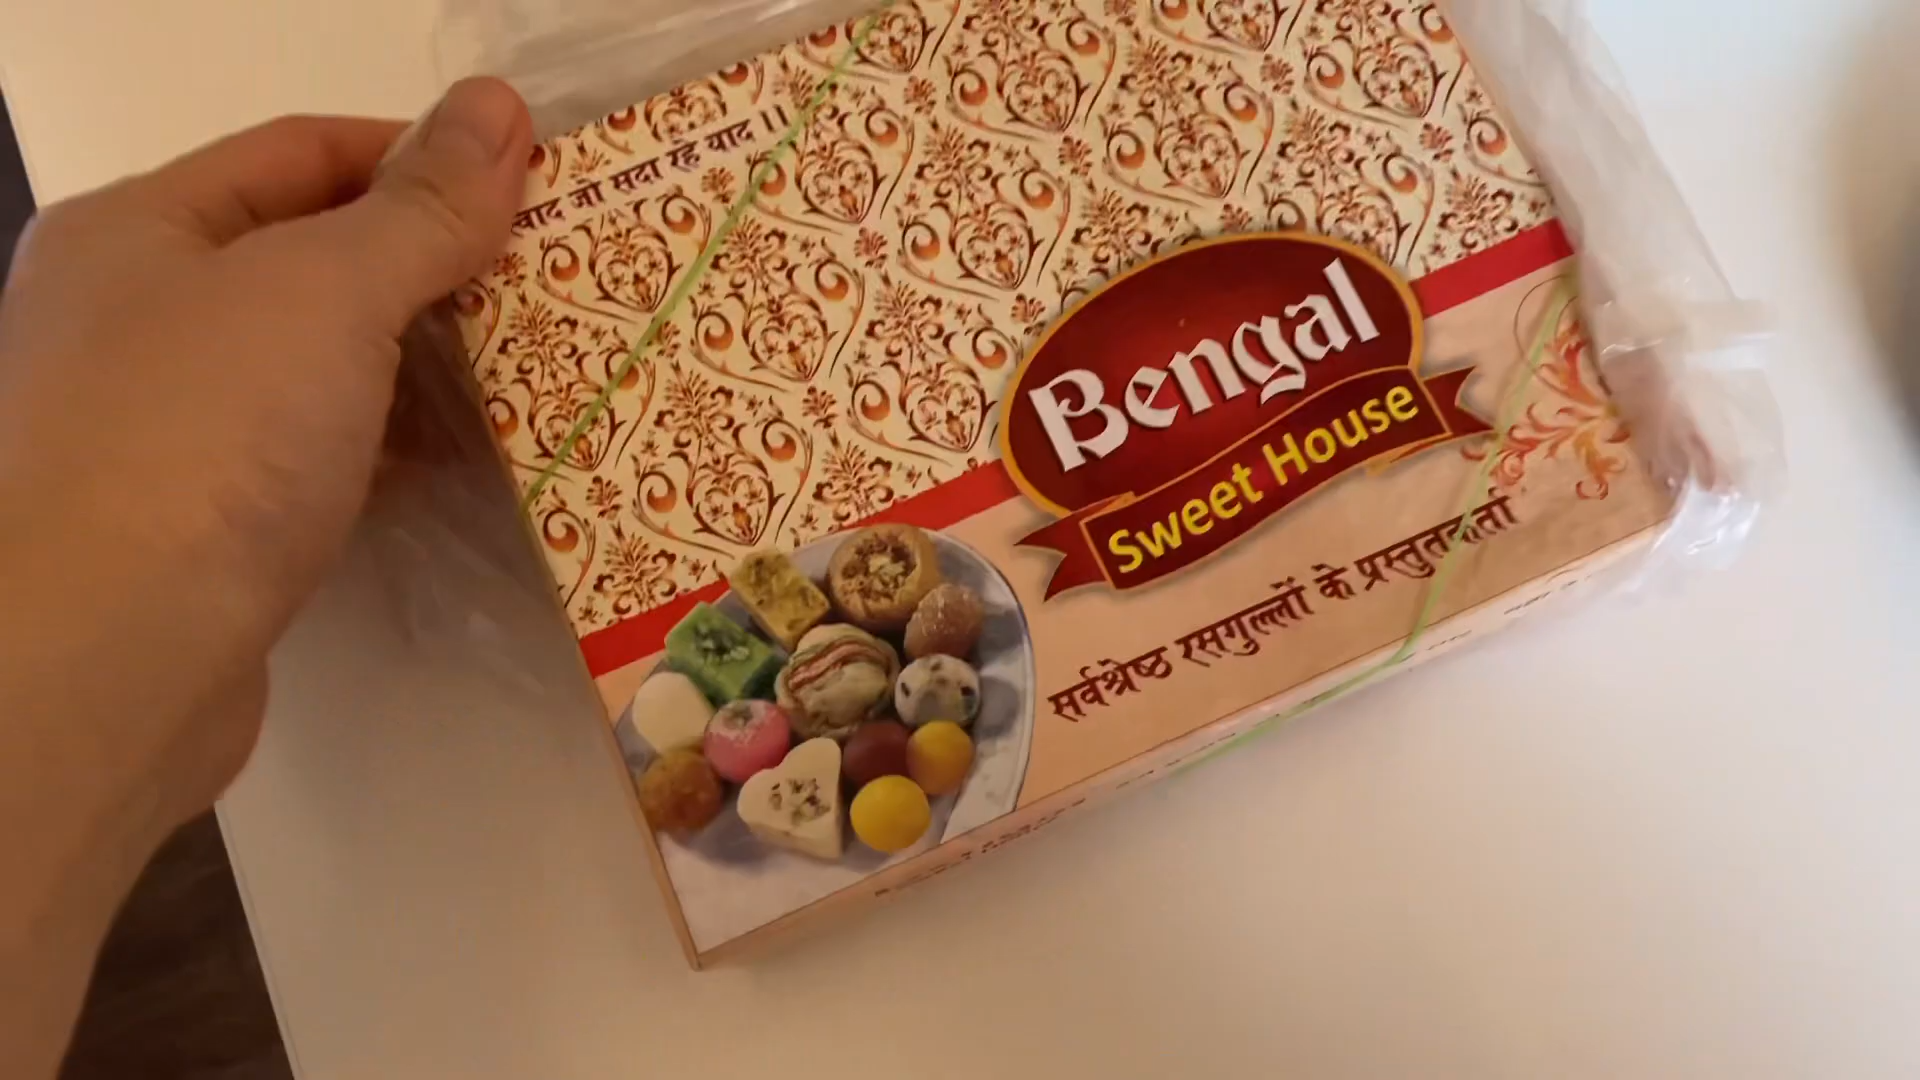 जो सदा रहे याद ।।
Bengal
Sweet House
सर्वश्रेष्ठ रसगुल्लों के प्रस्तुतकर्ता